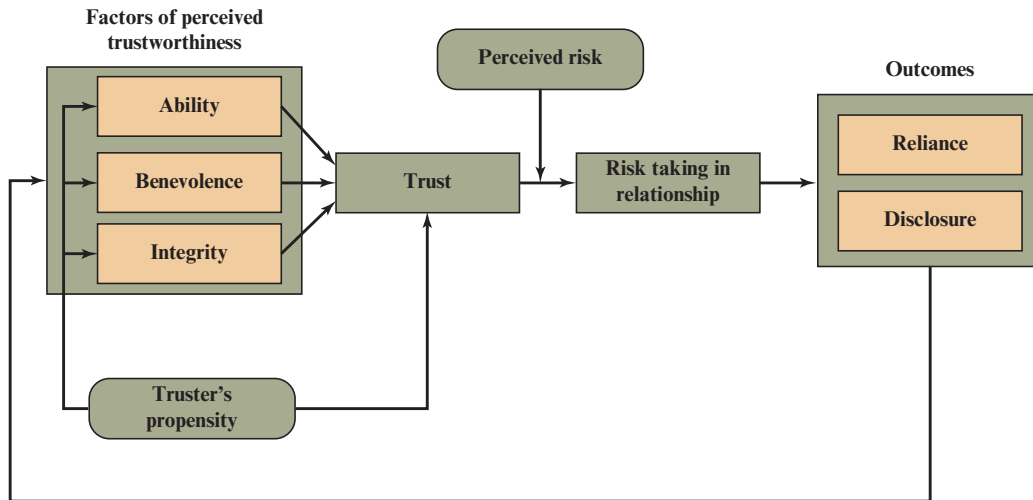 Factors of perceived
trustworthiness
Ability
Benevolence
Integrity
Truster's
propensity
Trust
Perceived risk
Risk taking in
relationship
Outcomes
Reliance
Disclosure